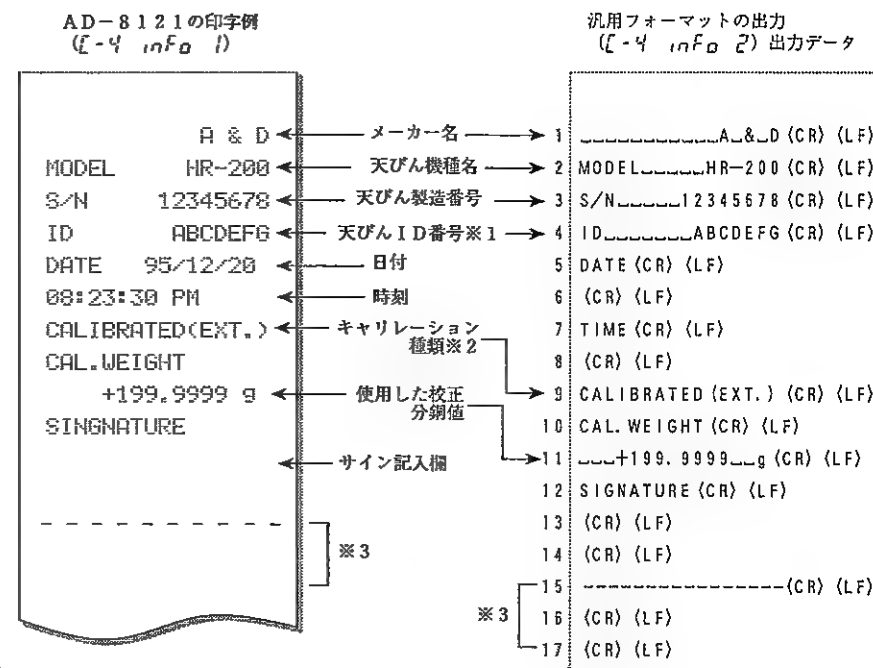 AD-8121の印字例
([-4 inFo 1)
A & D
MODEL HR-200
S/N 12345678
ID ABCDEFG
DATE 95/12/20
08:23:30 PM
CALIBRATED(EXT.)
CAL.WEIGHT
+199.9999 g
SINGNATURE
- - - - - - - - - - -
メーカー名
天びん機種名
天びん製造番号
天びんID番号※1
日付
時刻
キャリレーション
種類※2
使用した校正
分銅値
サイン記入欄
※3
汎用フォーマットの出力
([-4 inFo 2) 出力データ
1 ␣␣␣␣␣␣␣␣␣␣␣A␣&␣D⟨CR⟩ ⟨LF⟩
2 MODEL␣␣␣␣␣HR-200⟨CR⟩ ⟨LF⟩
3 S/N␣␣␣␣␣12345678⟨CR⟩ ⟨LF⟩
4 ID␣␣␣␣␣␣␣ABCDEFG⟨CR⟩ ⟨LF⟩
5 DATE⟨CR⟩ ⟨LF⟩
6 ⟨CR⟩ ⟨LF⟩
7 TIME⟨CR⟩ ⟨LF⟩
8 ⟨CR⟩ ⟨LF⟩
9 CALIBRATED(EXT.)⟨CR⟩ ⟨LF⟩
10 CAL.WEIGHT⟨CR⟩ ⟨LF⟩
11 ␣␣␣+199.9999␣␣g⟨CR⟩ ⟨LF⟩
12 SIGNATURE⟨CR⟩ ⟨LF⟩
13 ⟨CR⟩ ⟨LF⟩
14 ⟨CR⟩ ⟨LF⟩
15 ----------------⟨CR⟩ ⟨LF⟩
※3
16 ⟨CR⟩ ⟨LF⟩
17 ⟨CR⟩ ⟨LF⟩